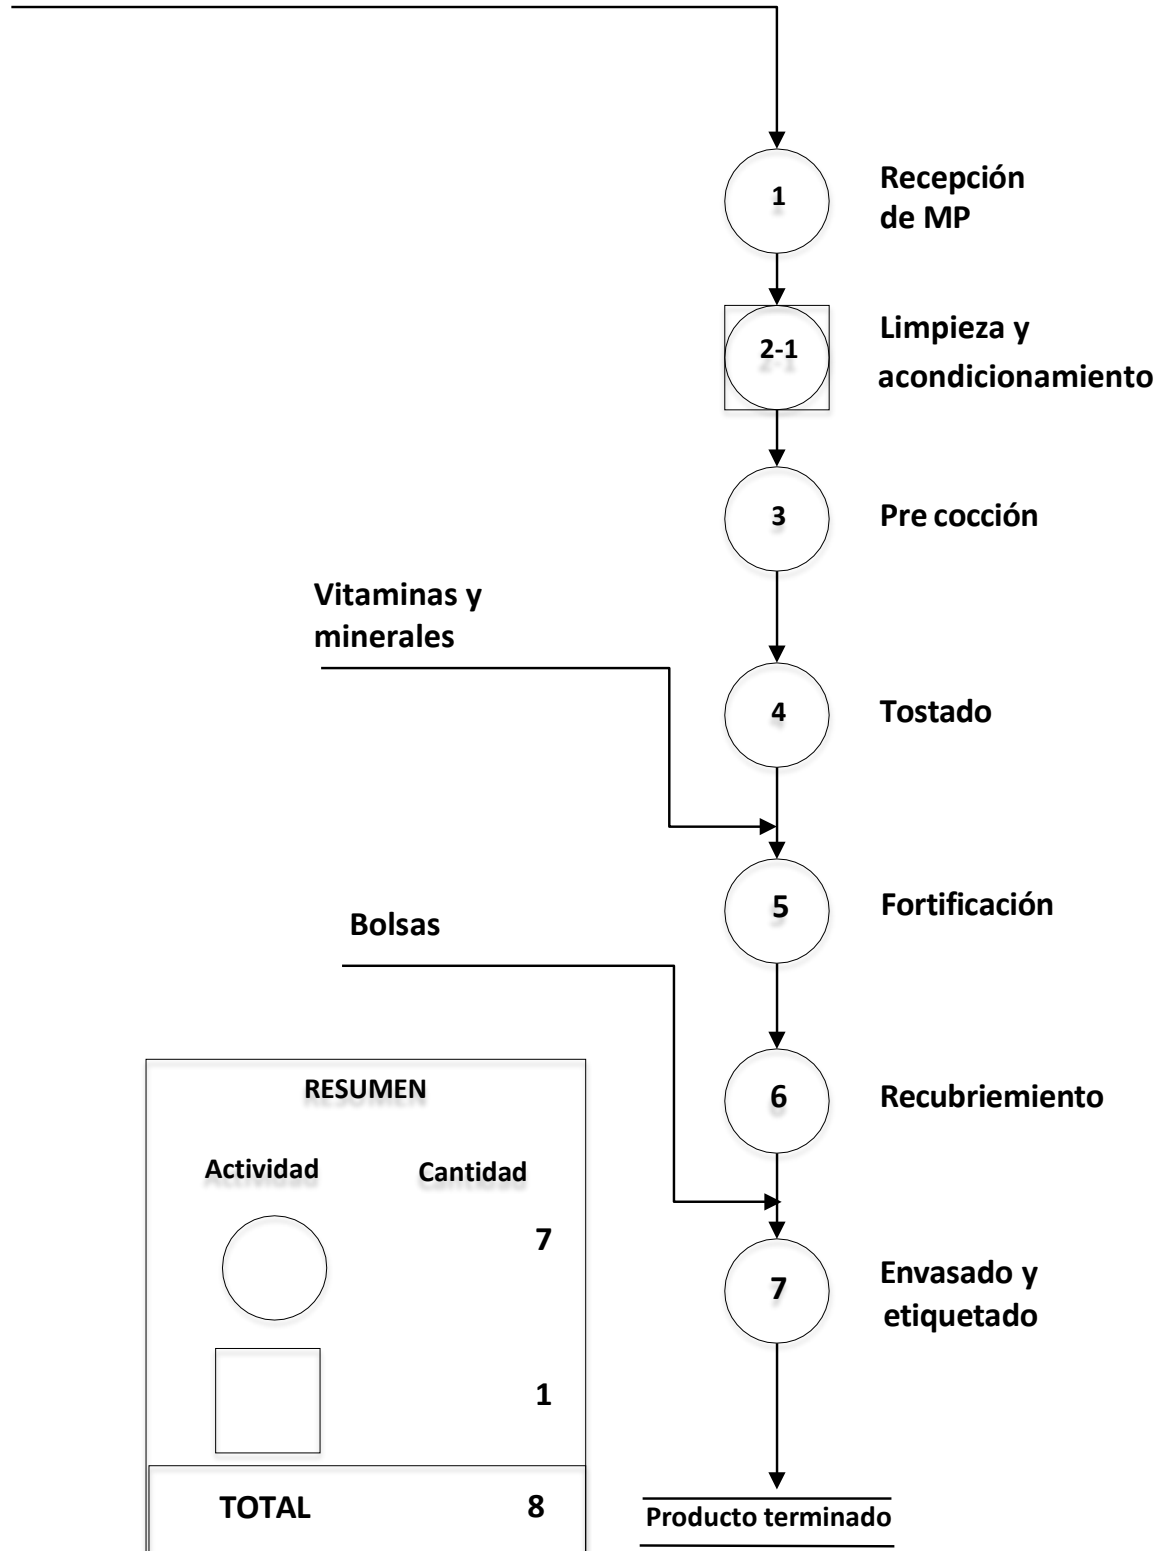 1
Recepción
de MP
2-1
Limpieza y
acondicionamiento
3
Pre cocción
Vitaminas y
minerales
4
Tostado
5
Fortificación
Bolsas
6
Recubriemiento
7
Envasado y
etiquetado
Producto terminado
RESUMEN
Actividad Cantidad
7
1
TOTAL 8